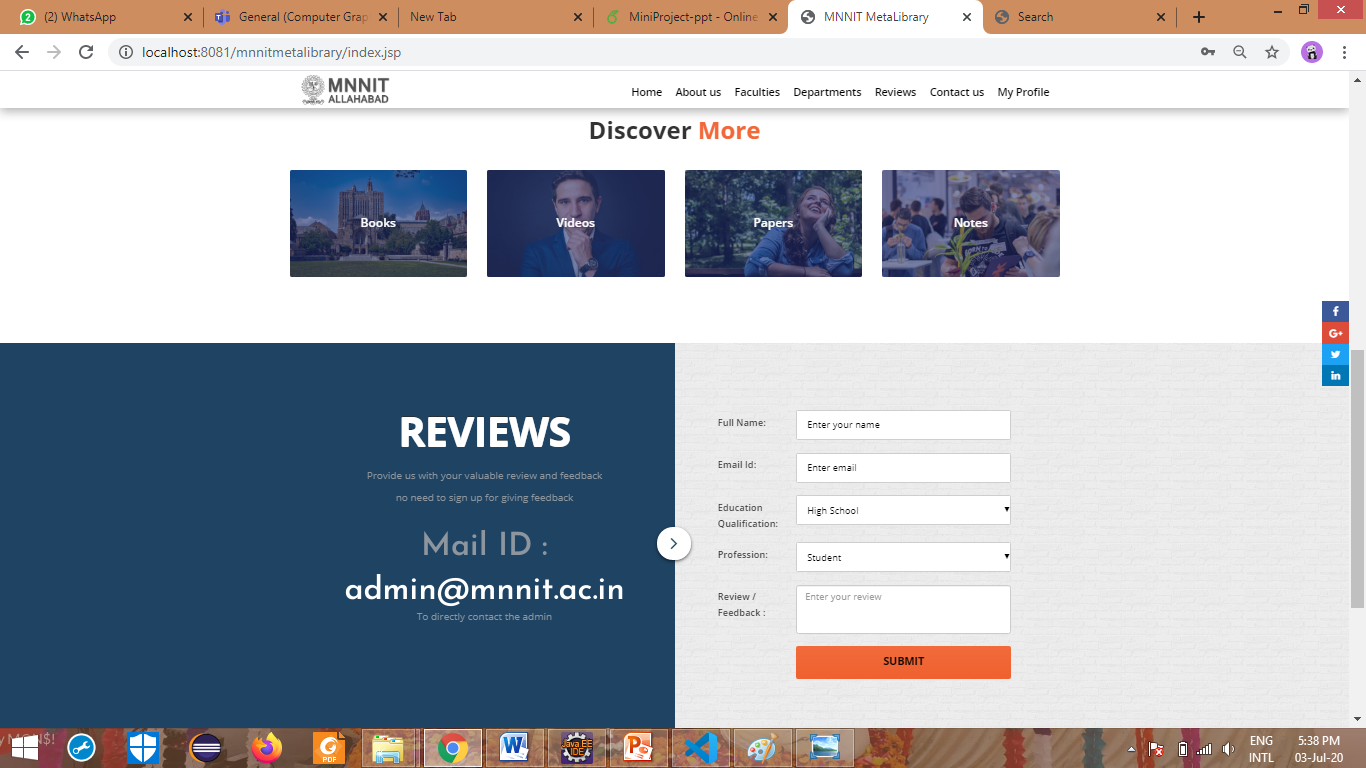 (2) WhatsApp
General (Computer Grap
New Tab
MiniProject-ppt - Online
MNNIT MetaLibrary
Search
localhost:8081/mnnitmetalibrary/index.jsp
MNNIT
ALLAHABAD
Home About us Faculties Departments Reviews Contact us My Profile
Discover More
Books
Videos
Papers
Notes
f
G+
in
REVIEWS
Provide us with your valuable review and feedback
no need to sign up for giving feedback
Mail ID :
admin@mnnit.ac.in
To directly contact the admin
Full Name:
Enter your name
Email Id:
Enter email
Education
Qualification:
High School
Profession:
Student
Review /
Feedback :
Enter your review
SUBMIT
PDF
Java EE
IDE
ENG
INTL
5:38 PM
03-Jul-20